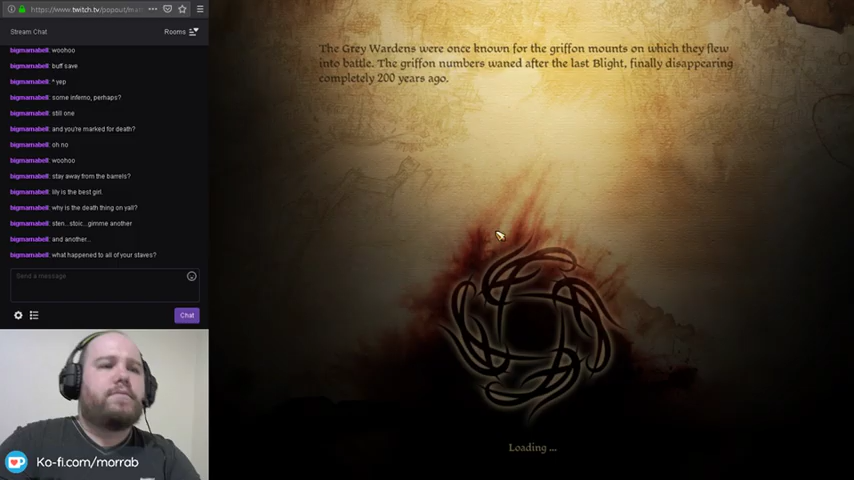 https://www.twitch.tv/popout/mor
Stream Chat
Rooms
bigmamabell: woohoo
bigmamabell: buff save
bigmamabell: * yep
bigmamabell: some inferno, perhaps?
bigmamabell: still one
bigmamabell: and you're marked for death?
bigmamabell: oh no
bigmamabell: woohoo
bigmamabell: stay away from the barrels?
bigmamabell: lily is the best girl.
bigmamabell: why is the death thing on yall?
bigmamabell: sten...stoic...gimme another
bigmamabell: and another...
bigmamabell: what happened to all of your staves?
Send a message
Chat
Ko-fi.com/morrab
The Grey Wardens were once known for the griffon mounts on which they flew
into battle. The griffon numbers waned after the last Blight, finally disappearing
completely 200 years ago.
Loading ...